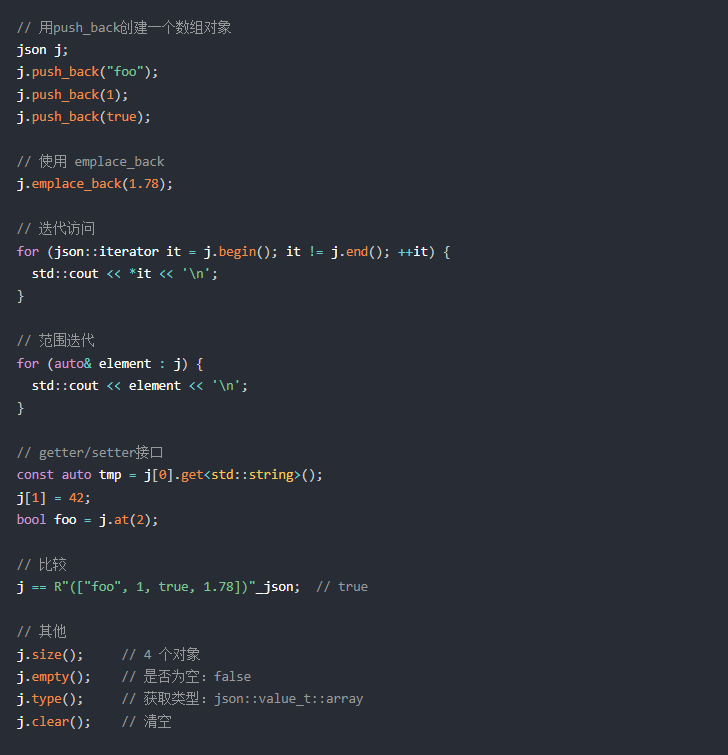 // 用push_back创建一个数组对象
json j;
j.push_back("foo");
j.push_back(1);
j.push_back(true);

// 使用 emplace_back
j.emplace_back(1.78);

// 迭代访问
for (json::iterator it = j.begin(); it != j.end(); ++it) {
  std::cout << *it << '\n';
}

// 范围迭代
for (auto& element : j) {
  std::cout << element << '\n';
}

// getter/setter接口
const auto tmp = j[0].get<std::string>();
j[1] = 42;
bool foo = j.at(2);

// 比较
j == R"(["foo", 1, true, 1.78])"_json;  // true

// 其他
j.size();     // 4 个对象
j.empty();    // 是否为空：false
j.type();     // 获取类型：json::value_t::array
j.clear();    // 清空